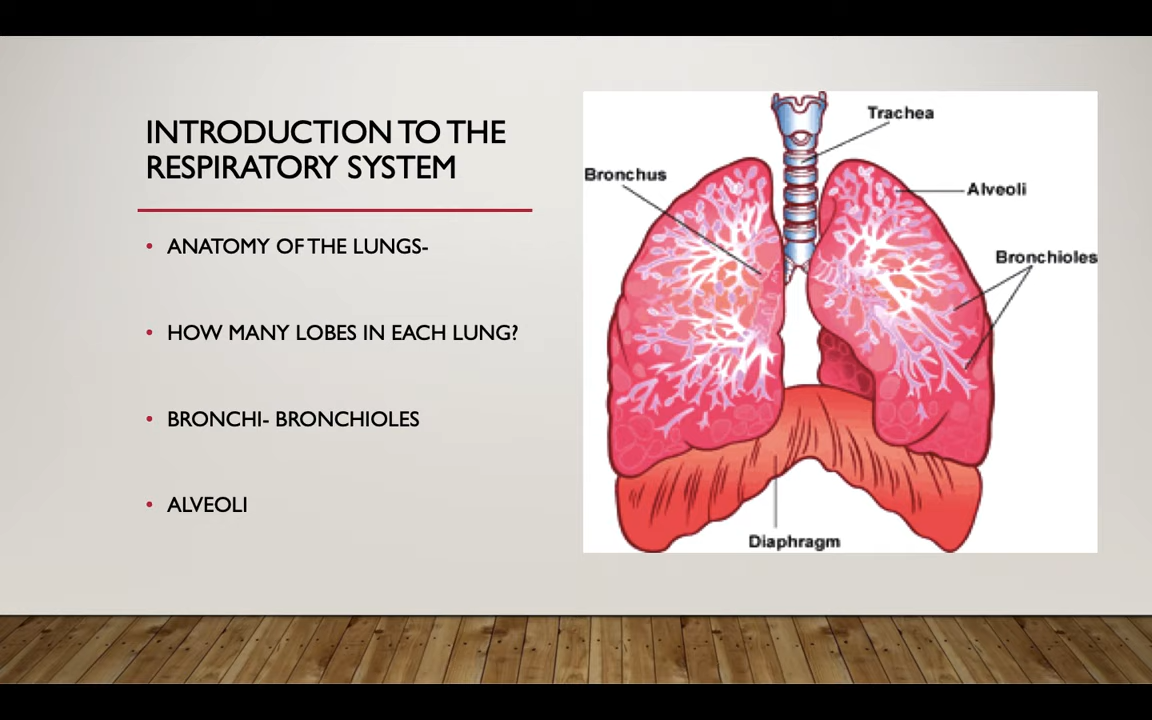 INTRODUCTION TO THE
RESPIRATORY SYSTEM
• ANATOMY OF THE LUNGS-
• HOW MANY LOBES IN EACH LUNG?
• BRONCHI- BRONCHIOLES
• ALVEOLI
Trachea
Bronchus
Alveoli
Bronchioles
Diaphragm